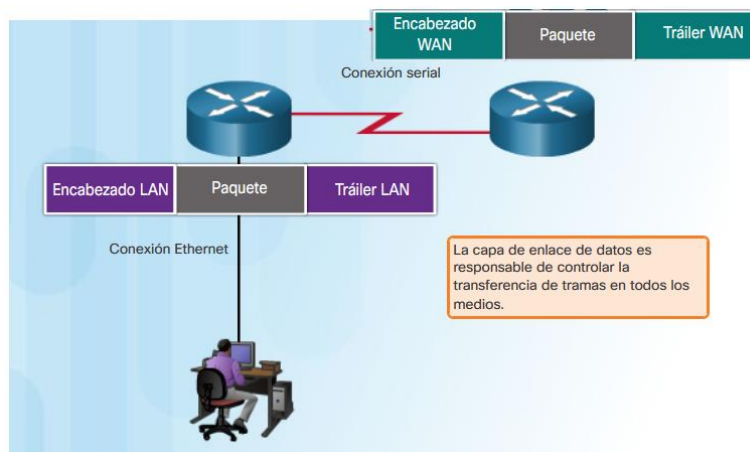 Encabezado
WAN
Paquete
Tráiler WAN
Conexión serial
Encabezado LAN
Paquete
Tráiler LAN
Conexión Ethernet
La capa de enlace de datos es
responsable de controlar la
transferencia de tramas en todos los
medios.